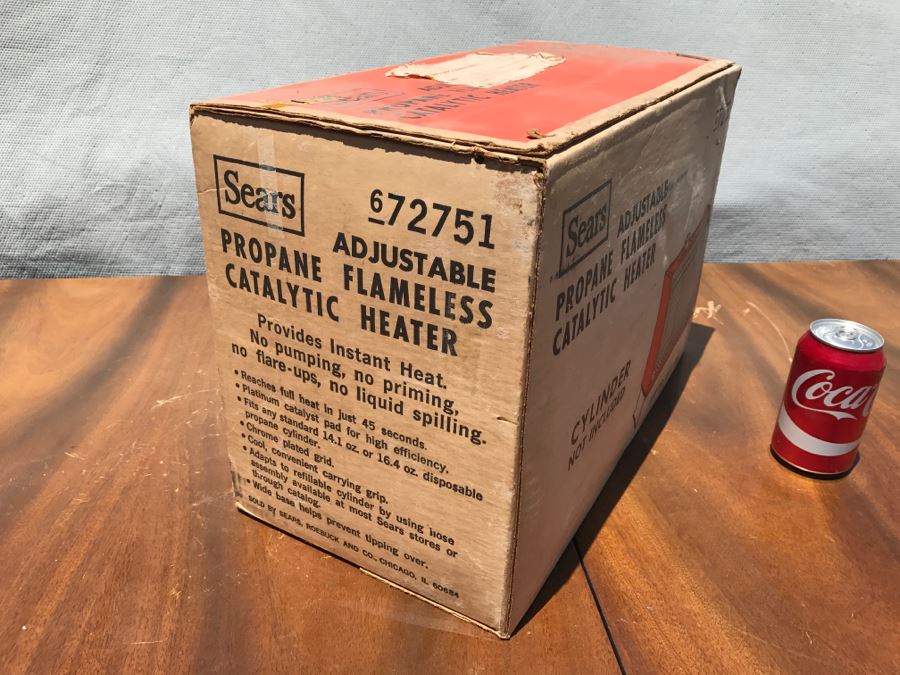 Sears
CATALYTIC HEATER
Sears
672751
ADJUSTABLE
PROPANE FLAMELESS
CATALYTIC HEATER
Provides Instant Heat.
No pumping, no priming,
no flare-ups, no liquid spilling.
• Reaches full heat in just 45 seconds.
• Platinum catalyst pad for high efficiency.
• Fits any standard 14.1 oz. or 16.4 oz. disposable
propane cylinder.
• Chrome plated grid.
• Cool, convenient carrying grip.
• Adapts to refillable cylinder by using hose
assembly available at most Sears stores or
through catalog.
• Wide base helps prevent tipping over.
SOLD BY SEARS, ROEBUCK AND CO., CHICAGO, IL 60684
Sears
ADJUSTABLE
PROPANE FLAMELESS
CATALYTIC HEATER
CYLINDER
NOT INCLUDED
Coca